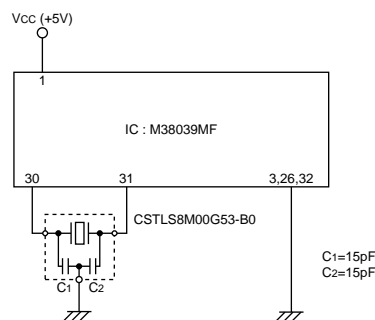 VCC (+5V)
1
IC : M38039MF
30
31
3,26,32
CSTLS8M00G53-B0
C1
C2
C1=15pF
C2=15pF